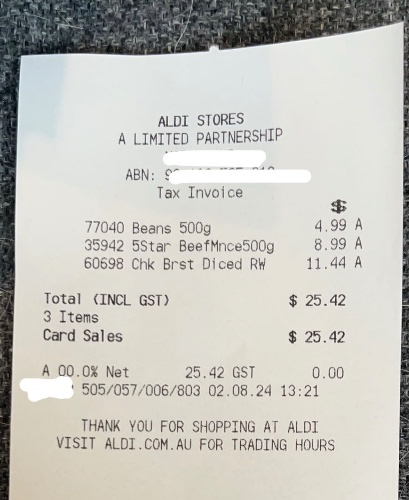 ALDI STORES
A LIMITED PARTNERSHIP
ABN:
Tax Invoice
$
77040 Beans 500g 4.99 A
35942 5Star BeefMnce500g 8.99 A
60698 Chk Brst Diced RW 11.44 A
Total (INCL GST) $ 25.42
3 Items
Card Sales $ 25.42
A 00.0% Net 25.42 GST 0.00
505/057/006/803 02.08.24 13:21
THANK YOU FOR SHOPPING AT ALDI
VISIT ALDI.COM.AU FOR TRADING HOURS